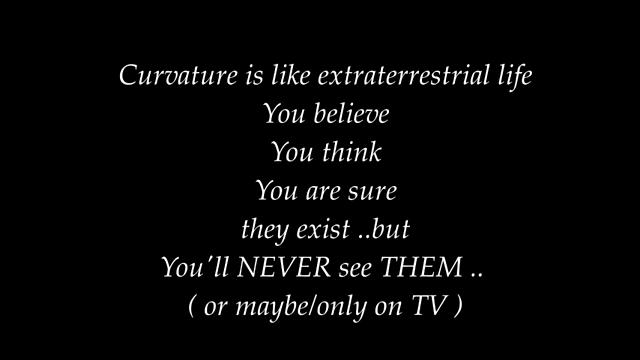 Curvature is like extraterrestrial life
You believe
You think
You are sure
they exist ..but
You'll NEVER see THEM ..
( or maybe/only on TV )